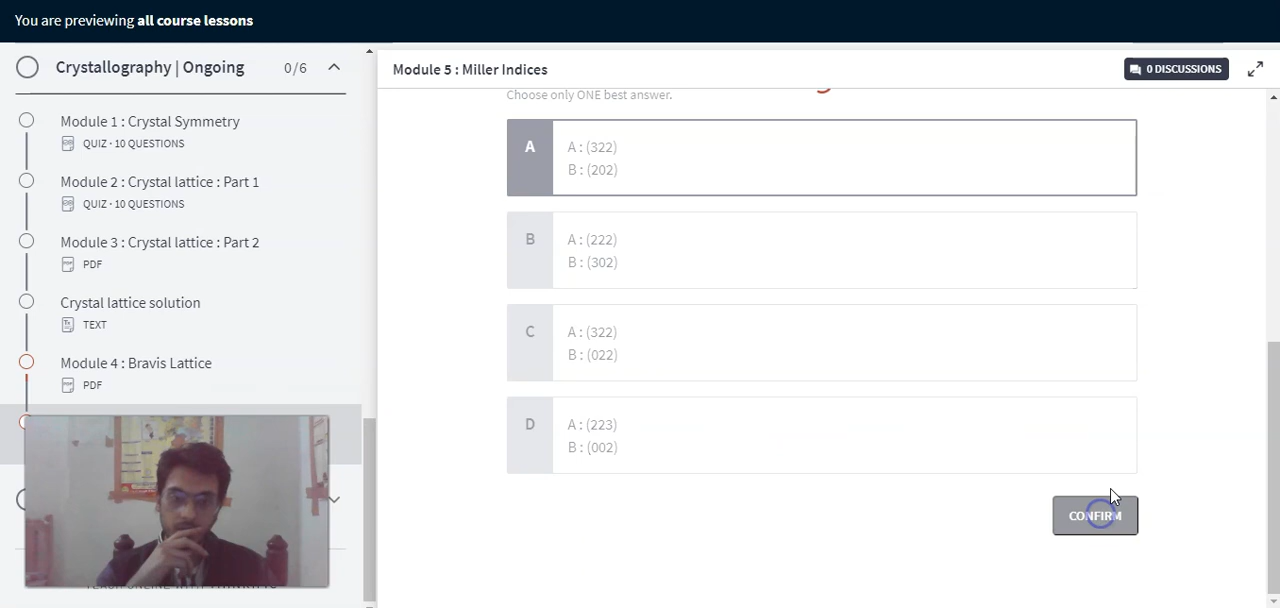 You are previewing all course lessons
Crystallography | Ongoing 0/6
Module 1 : Crystal Symmetry
QUIZ · 10 QUESTIONS
Module 2 : Crystal lattice : Part 1
QUIZ · 10 QUESTIONS
Module 3 : Crystal lattice : Part 2
PDF
Crystal lattice solution
TEXT
Module 4 : Bravis Lattice
PDF
Module 5 : Miller Indices
0 DISCUSSIONS
Choose only ONE best answer.
A
A : (322)
B : (202)
B
A : (222)
B : (302)
C
A : (322)
B : (022)
D
A : (223)
B : (002)
CONFIRM